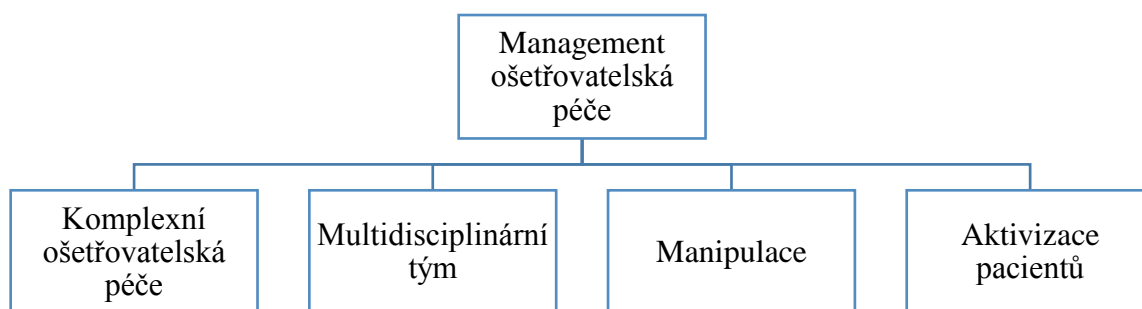 Management
ošetřovatelská
péče
Komplexní
ošetřovatelská
péče
Multidisciplinární
tým
Manipulace
Aktivizace
pacientů